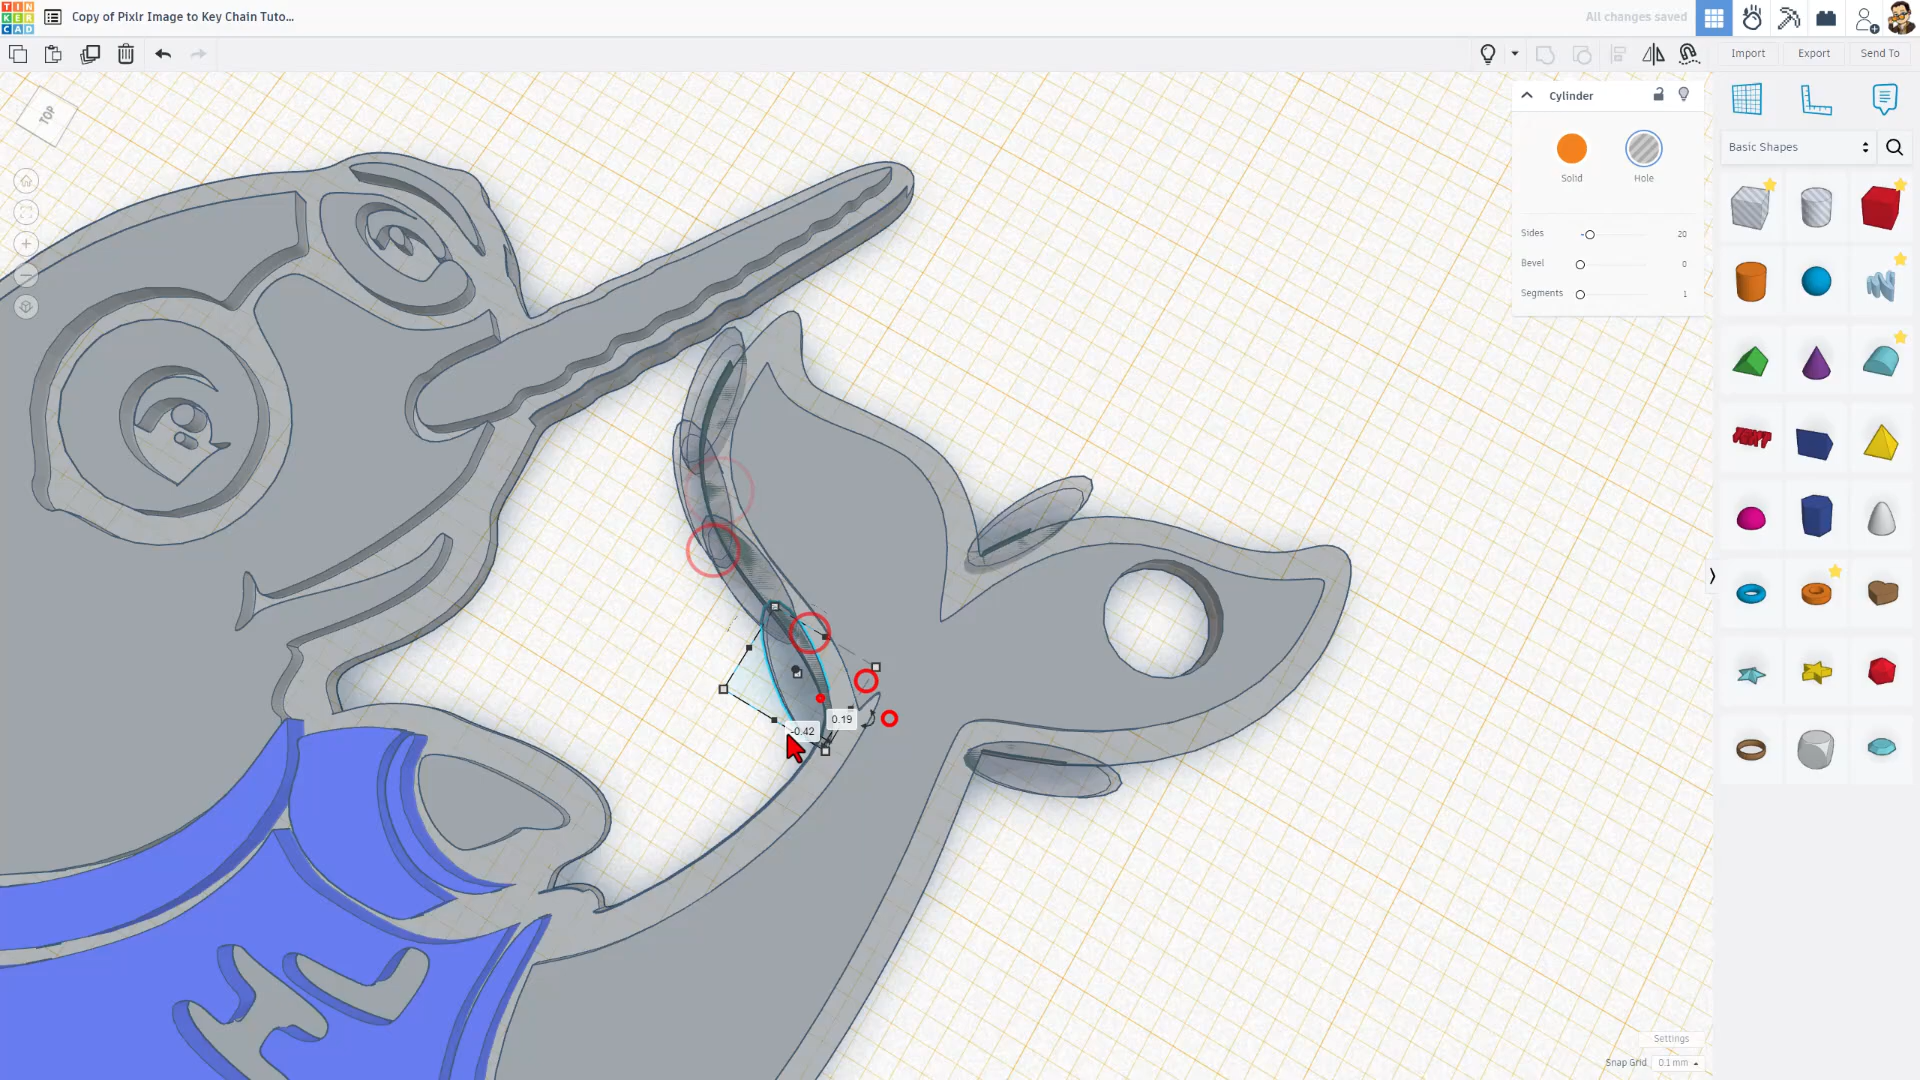 TIN
KER
CAD
Copy of Pixlr Image to Key Chain Tuto...
All changes saved
Import
Export
Send To
TOP
Cylinder
Solid
Hole
Sides
20
Bevel
0
Segments
1
Basic Shapes
TEXT
0.19
-0.42
Settings
Snap Grid
0.1 mm